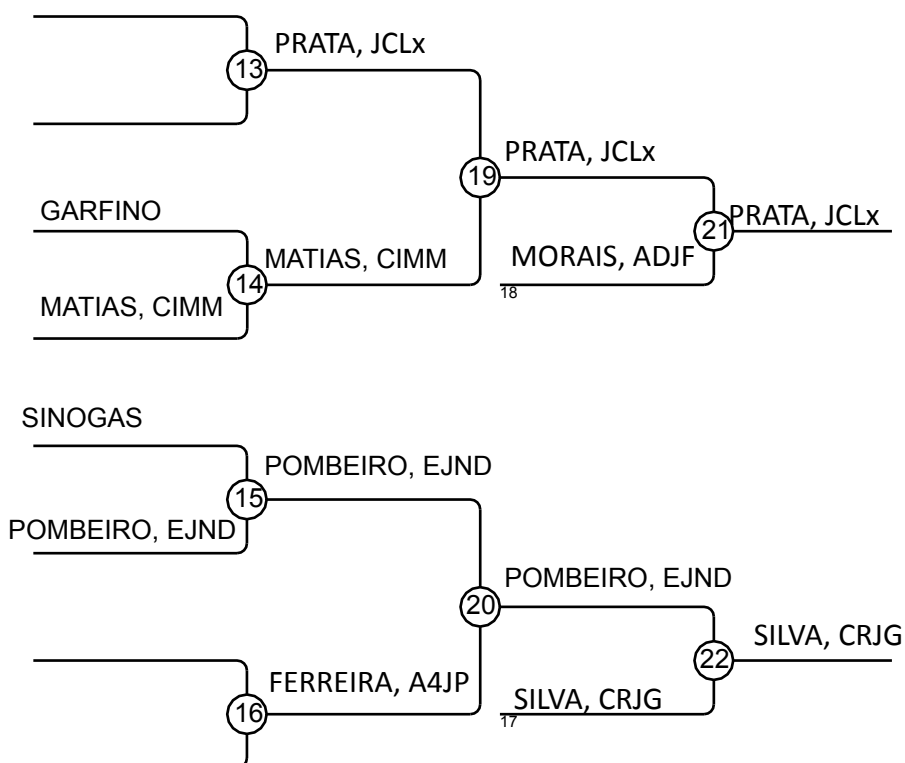 PRATA, JCLx
13
PRATA, JCLx
19
GARFINO
PRATA, JCLx
21
MATIAS, CIMM
MORAIS, ADJF
14
18
MATIAS, CIMM
SINOGAS
POMBEIRO, EJND
15
POMBEIRO, EJND
POMBEIRO, EJND
20
SILVA, CRJG
22
FERREIRA, A4JP
SILVA, CRJG
16
17